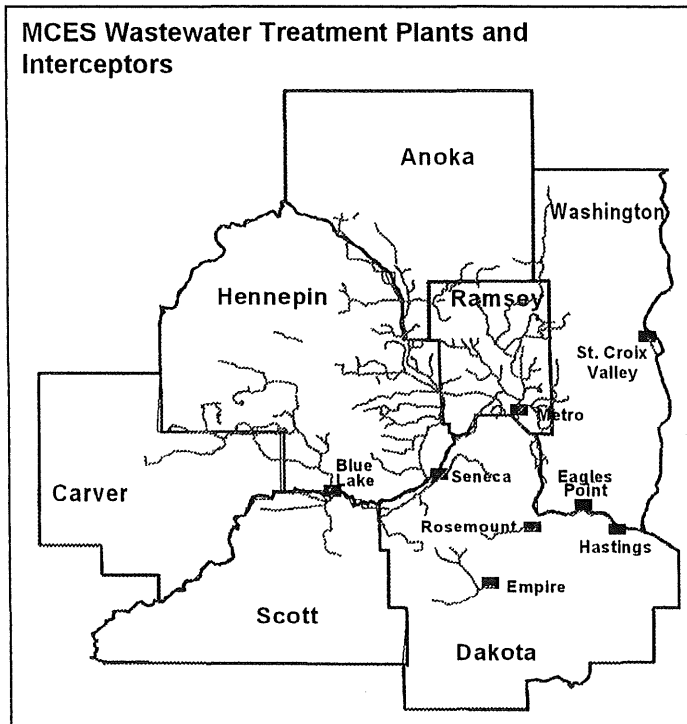 MCES Wastewater Treatment Plants and
Interceptors
Anoka
Washington
Hennepin
Ramsey
St. Croix
Valley
Metro
Blue
Lake
Seneca
Eagles
Point
Carver
Rosemount
Hastings
Empire
Scott
Dakota